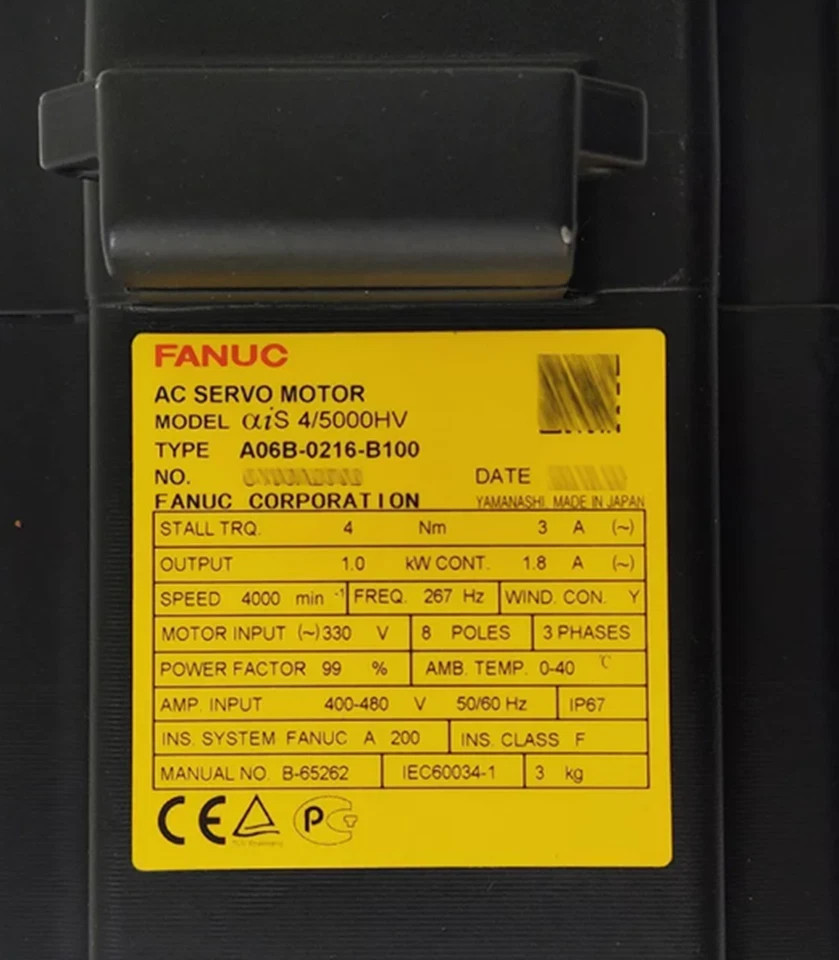 FANUC
AC SERVO MOTOR
MODEL αiS 4/5000HV
TYPE A06B-0216-B100
NO. DATE
FANUC CORPORATION YAMANASHI, MADE IN JAPAN
STALL TRQ. 4 Nm 3 A (~)
OUTPUT 1.0 kW CONT. 1.8 A (~)
SPEED 4000 min -1 FREQ. 267 Hz WIND. CON. Y
MOTOR INPUT (~) 330 V 8 POLES 3 PHASES
POWER FACTOR 99 % AMB. TEMP. 0-40 ℃
AMP. INPUT 400-480 V 50/60 Hz IP67
INS. SYSTEM FANUC A 200 INS. CLASS F
MANUAL NO. B-65262 IEC60034-1 3 kg
CE